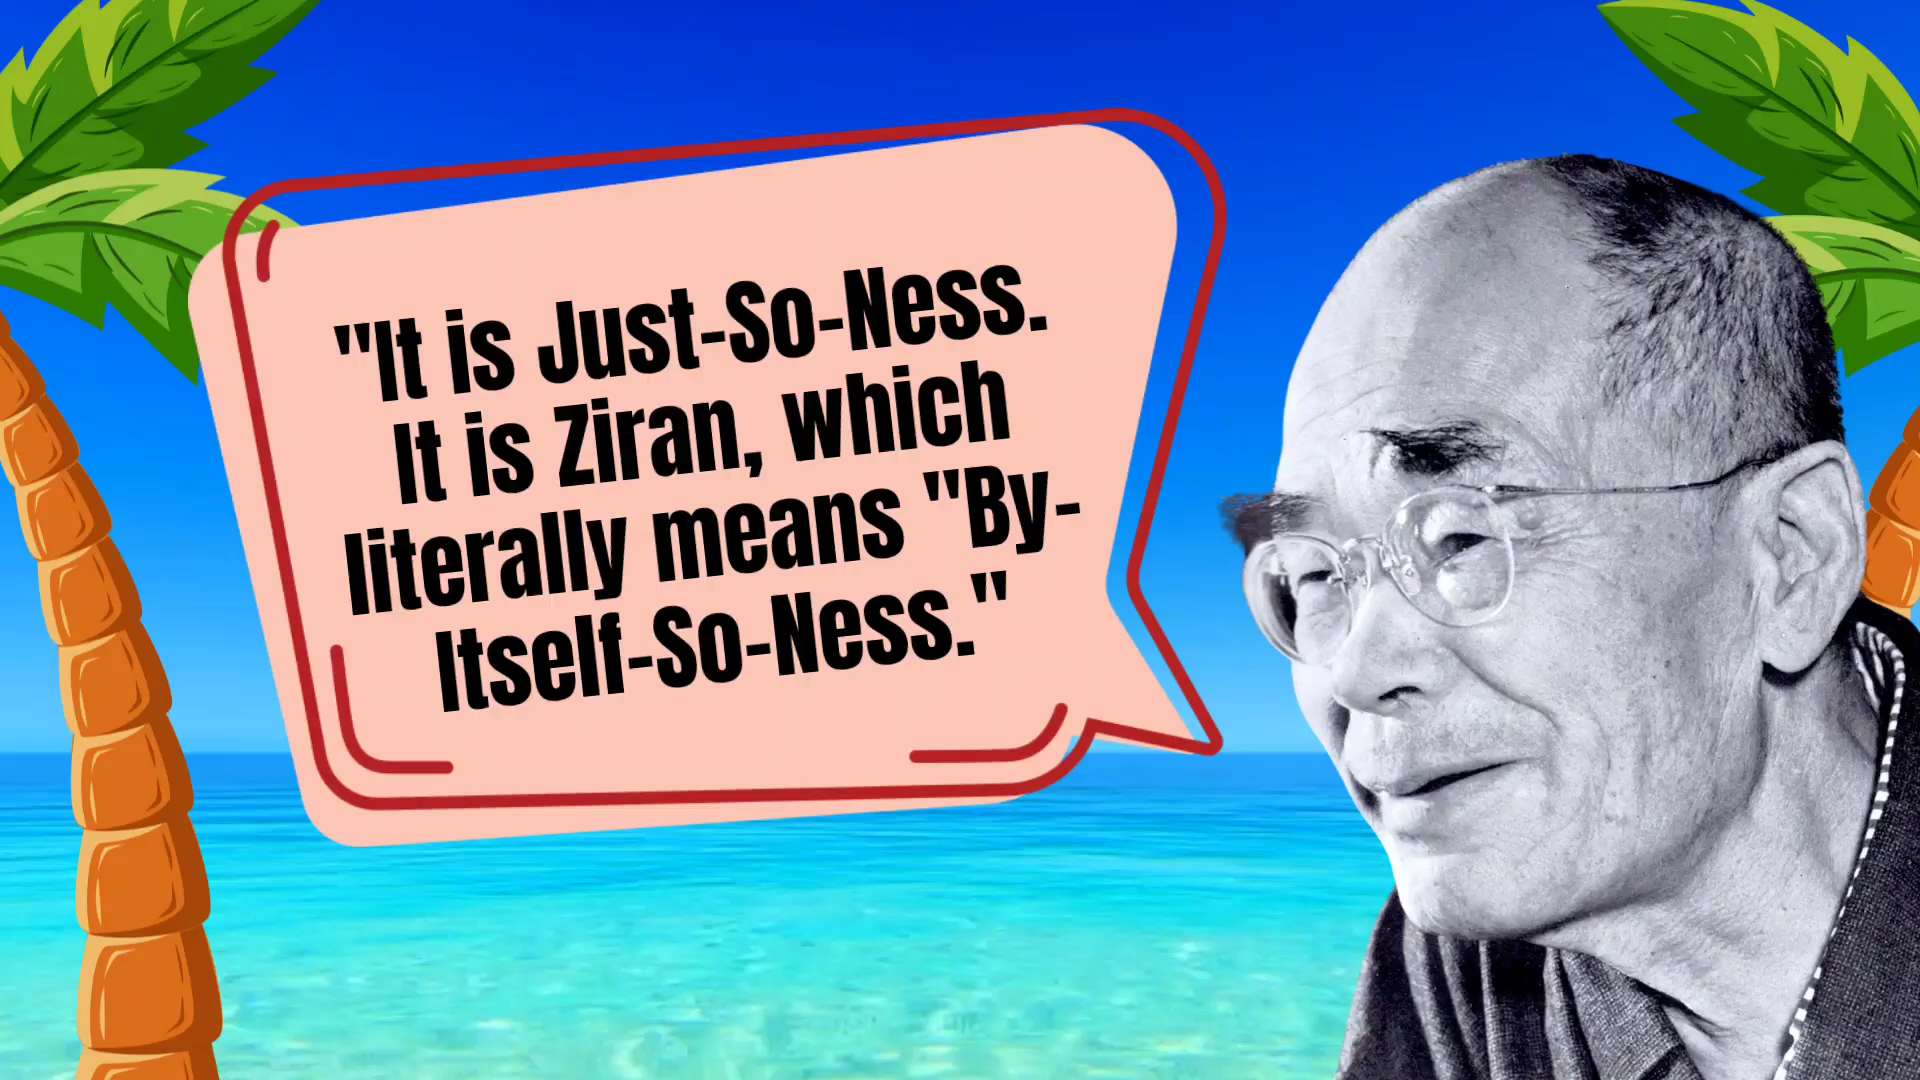 "It is Just-So-Ness.
It is Ziran, which
literally means "By-
Itself-So-Ness."